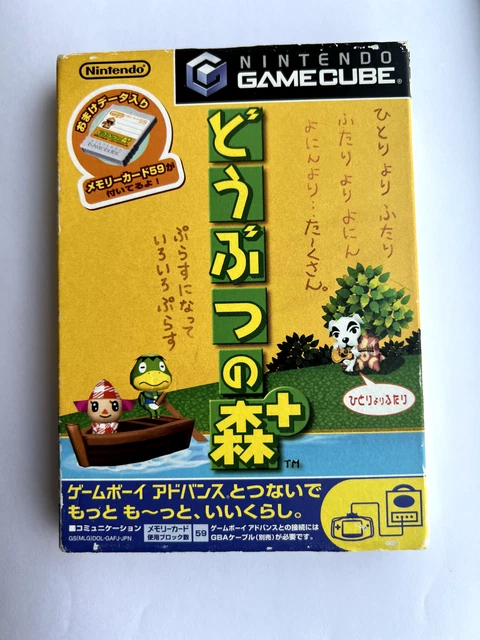 Nintendo
NINTENDO
GAMECUBE®
おまけデータ入り
メモリーカード59が
付いてるよ!
どうぶつの森+
TM
ひとり より ふたり
ふたり より よにん
よにんより・・たーくさん。
ぷらすになって
いろいろぷらす
ひとりよりふたり
ゲームボーイ アドバンスとつないで
もっと も〜っと、いいくらし。
■コミュニケーション
GS(MLG)DOL-GAFJ-JPN
メモリーカード
使用ブロック数
59
ゲームボーイアドバンスとの接続には
GBAケーブル(別売)が必要です。